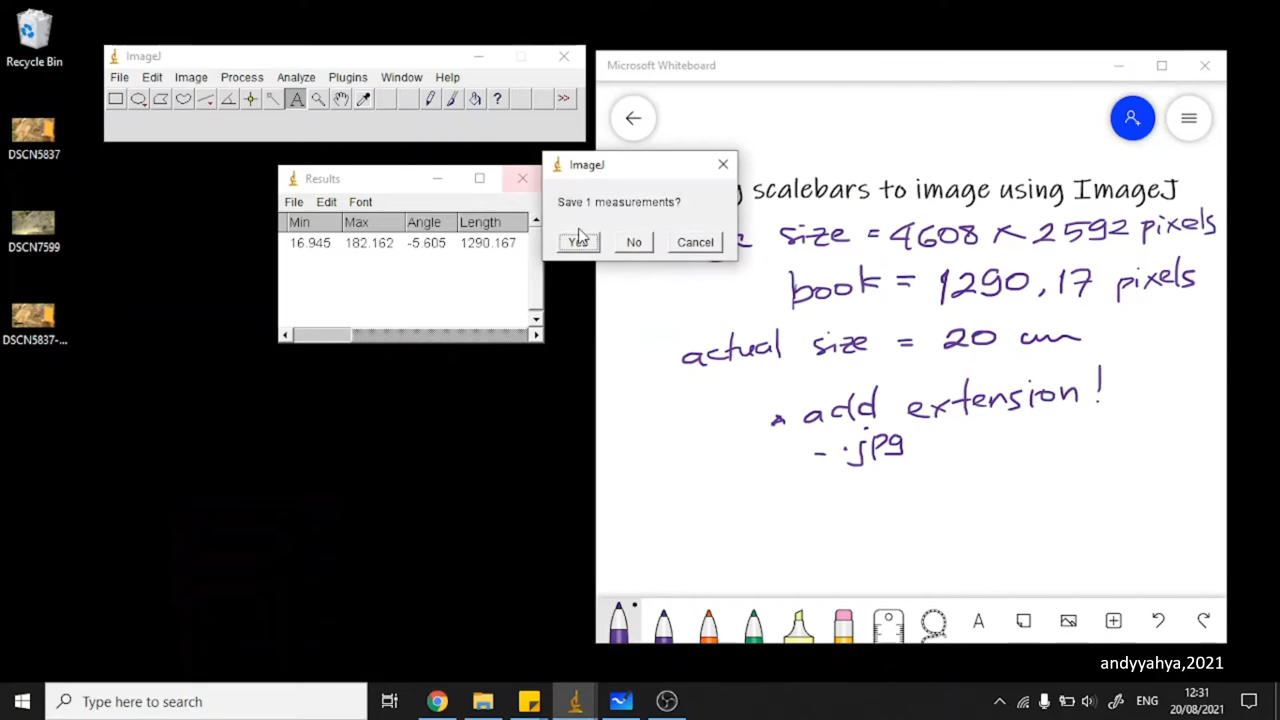 Recycle Bin
DSCN5837
DSCN7599
DSCN5837-...
ImageJ
File Edit Image Process Analyze Plugins Window Help
A ? >>
Results
File Edit Font
Min Max Angle Length
16.945 182.162 -5.605 1290.167
ImageJ
Save 1 measurements?
Yes No Cancel
Microsoft Whiteboard
scalebars to image using ImageJ
size = 4608 × 2592 pixels
book = 1290,17 pixels
actual size = 20 cm
* add extension!
- .jpg
A
andyyahya,2021
Type here to search
ENG
12:31
20/08/2021